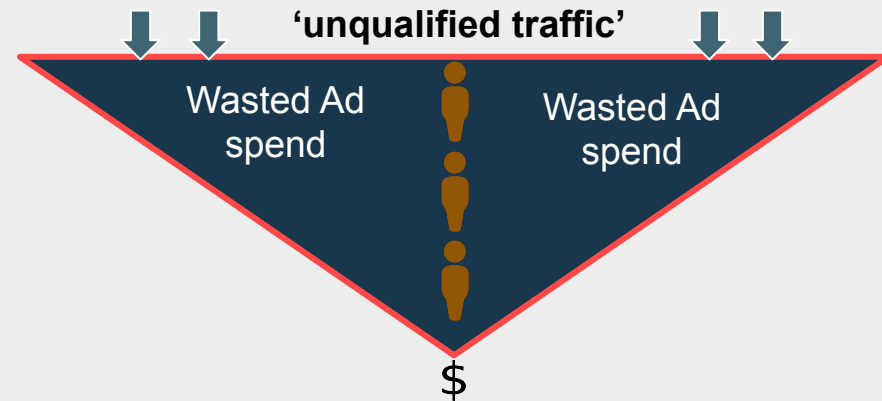 ‘unqualified traffic’
Wasted Ad
spend
Wasted Ad
spend
$